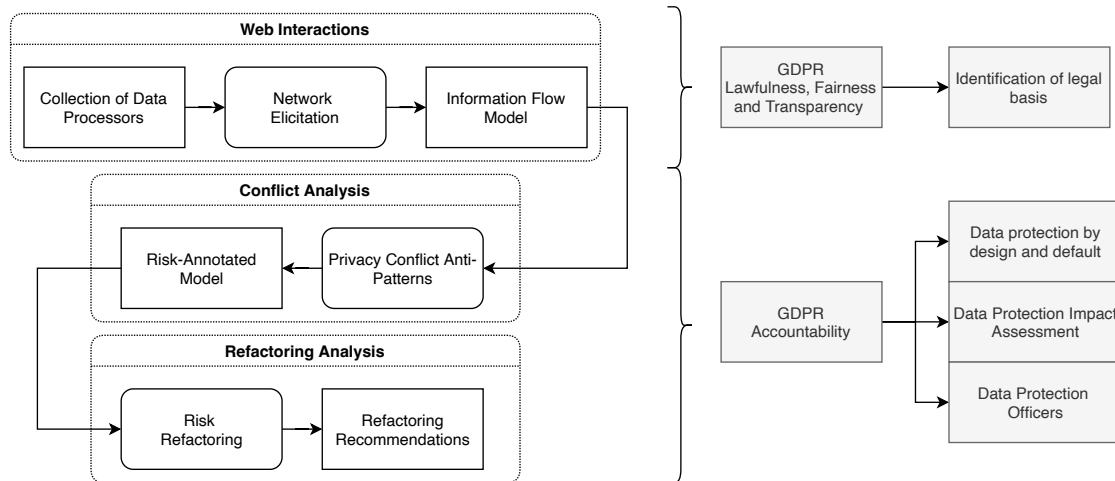 Web Interactions
Collection of Data
Processors
Network
Elicitation
Information Flow
Model
Conflict Analysis
Risk-Annotated
Model
Privacy Conflict Anti-
Patterns
Refactoring Analysis
Risk
Refactoring
Refactoring
Recommendations
GDPR
Lawfulness, Fairness
and Transparency
Identification of legal
basis
GDPR
Accountability
Data protection by
design and default
Data Protection Impact
Assessment
Data Protection
Officers